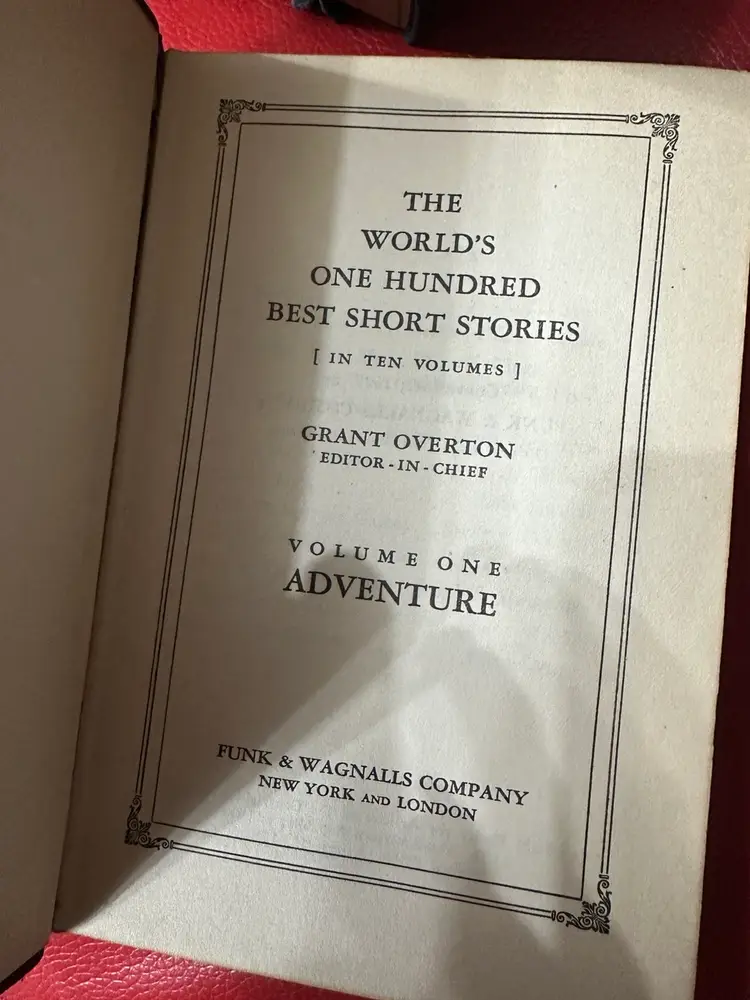 THE
WORLD'S
ONE HUNDRED
BEST SHORT STORIES
[ IN TEN VOLUMES ]
GRANT OVERTON
EDITOR-IN-CHIEF
VOLUME ONE
ADVENTURE
FUNK & WAGNALLS COMPANY
NEW YORK AND LONDON